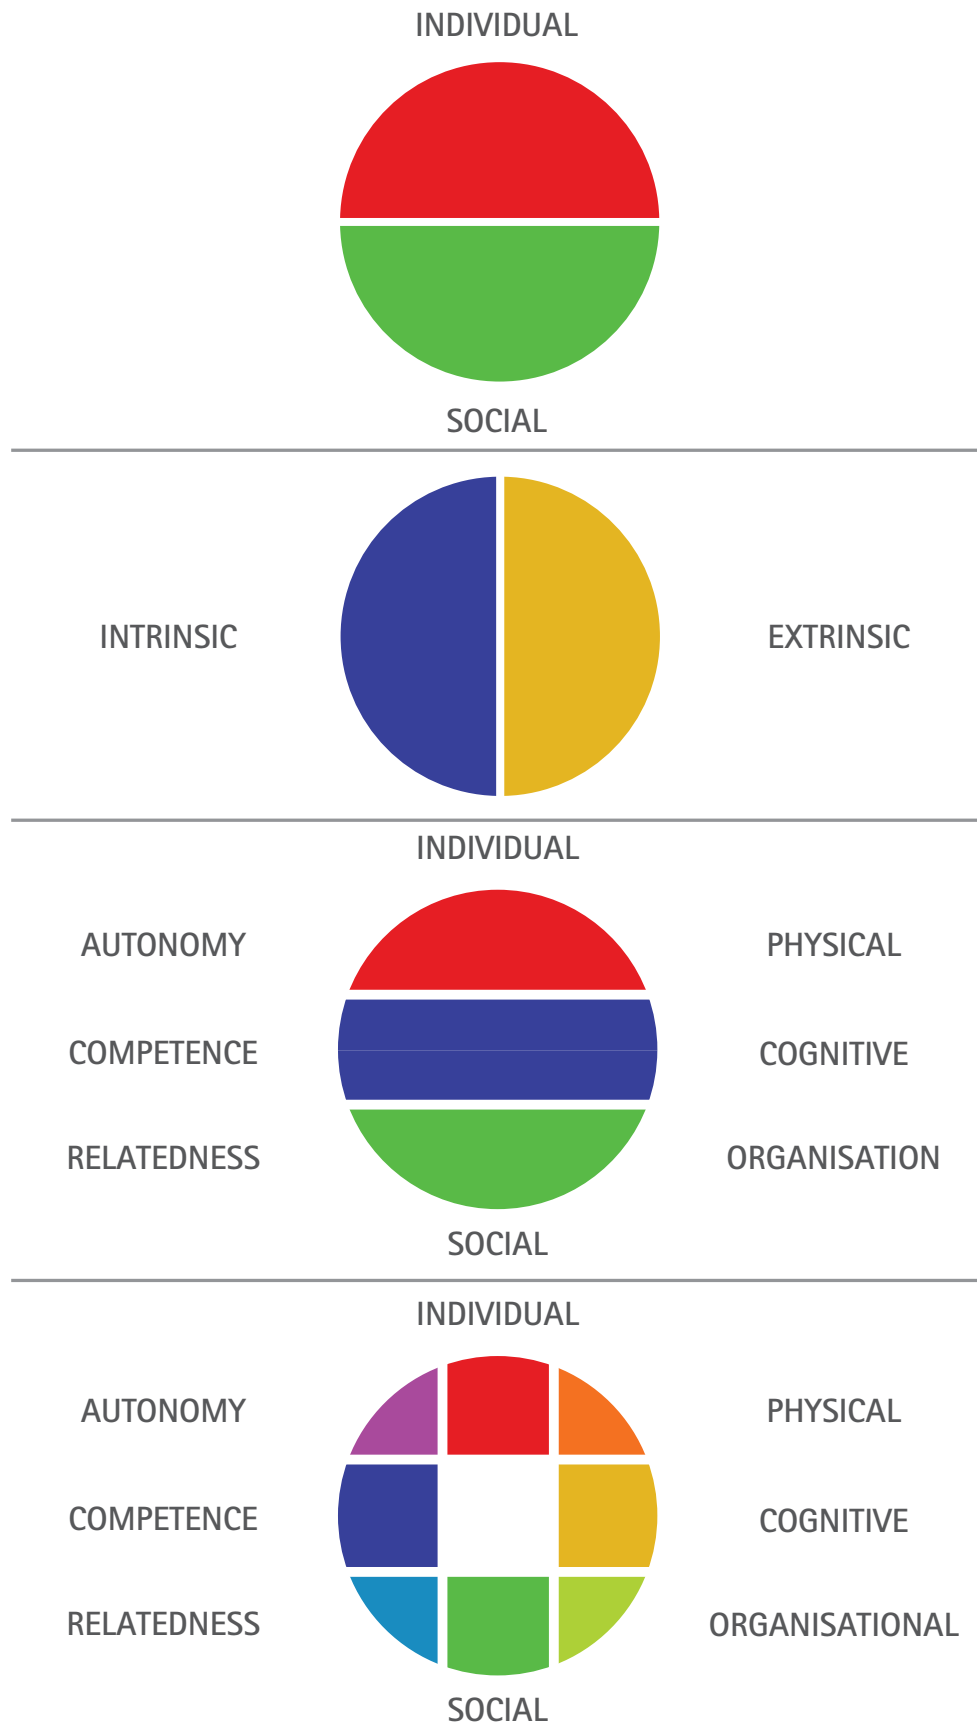 INDIVIDUAL
SOCIAL
INTRINSIC
EXTRINSIC
INDIVIDUAL
AUTONOMY
PHYSICAL
COMPETENCE
COGNITIVE
RELATEDNESS
ORGANISATION
SOCIAL
INDIVIDUAL
AUTONOMY
PHYSICAL
COMPETENCE
COGNITIVE
RELATEDNESS
ORGANISATIONAL
SOCIAL